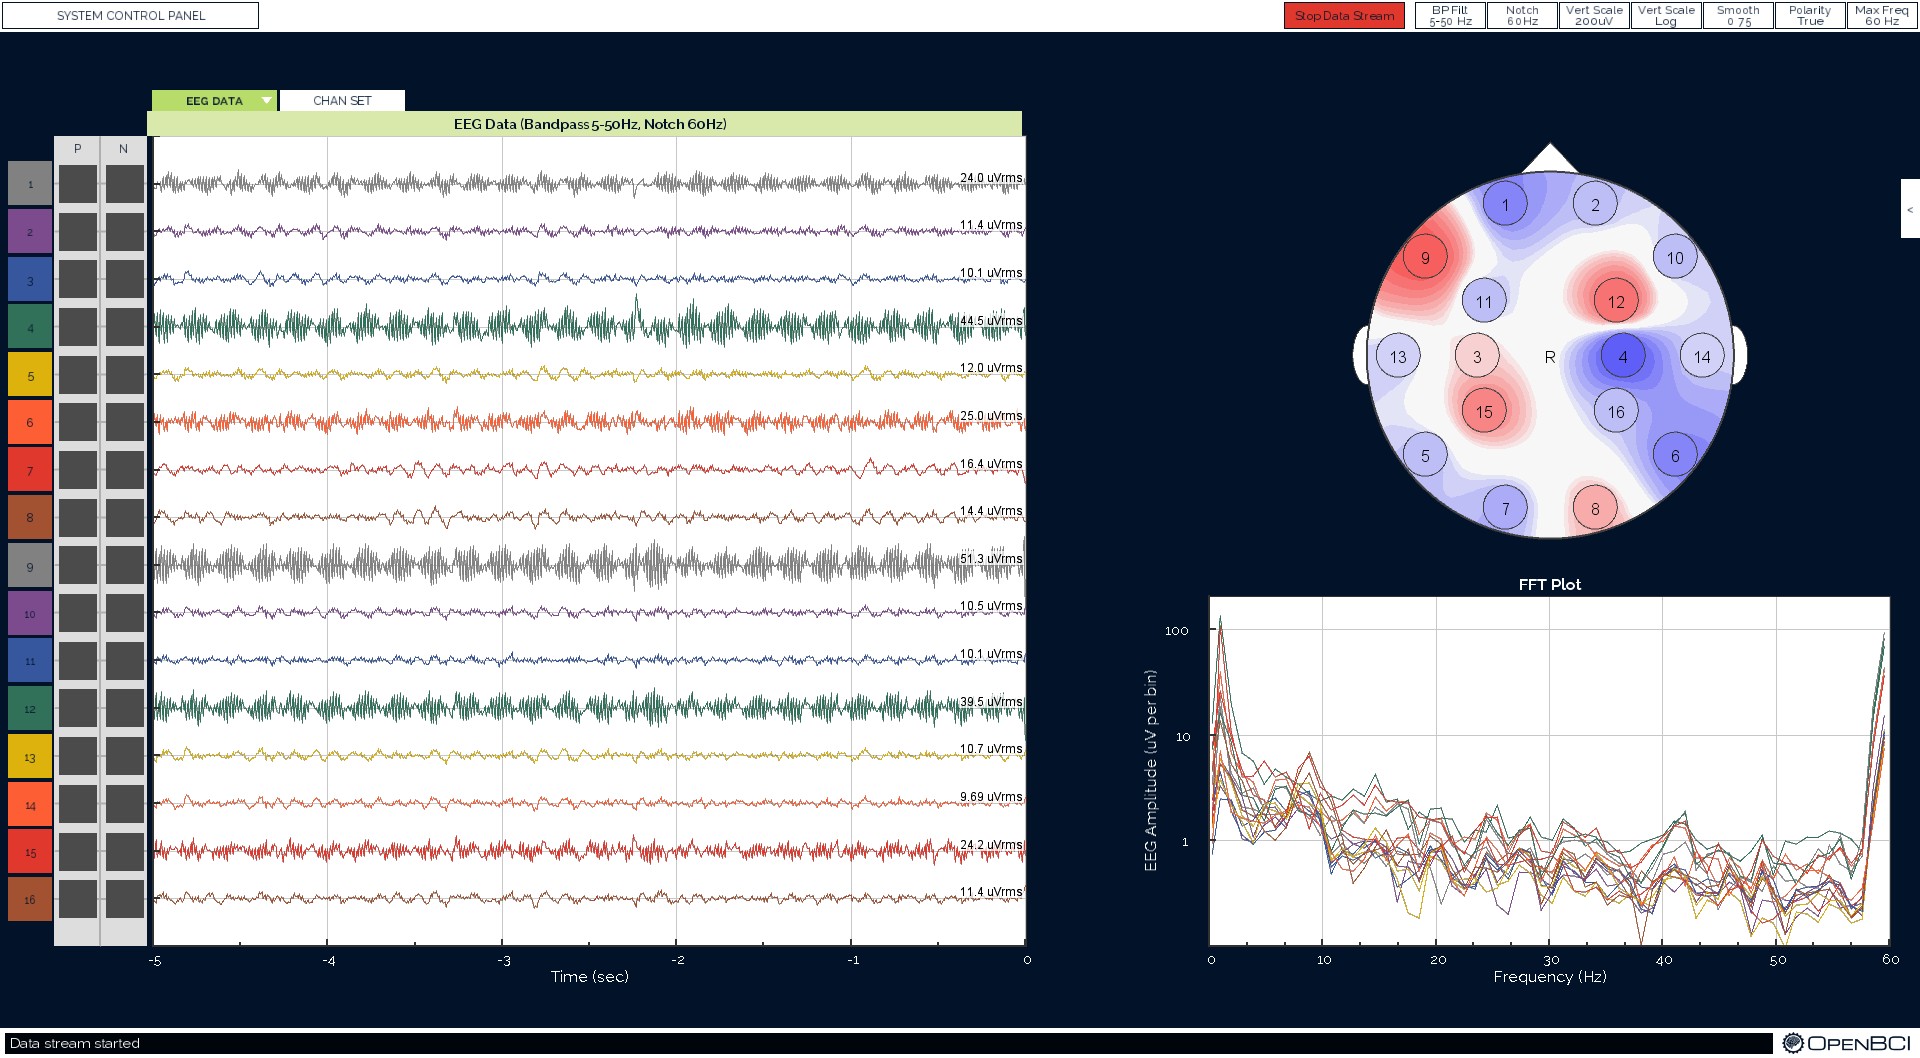 SYSTEM CONTROL PANEL
Stop Data Stream
BP Filt
5-50 Hz
Notch
60Hz
Vert Scale
200uV
Vert Scale
Log
Smooth
0.75
Polarity
True
Max Freq
60 Hz
EEG DATA
CHAN SET
EEG Data (Bandpass 5-50Hz, Notch 60Hz)
P N
1 24.0 uVrms
2 11.4 uVrms
3 10.1 uVrms
4 44.5 uVrms
5 12.0 uVrms
6 25.0 uVrms
7 16.4 uVrms
8 14.4 uVrms
9 51.3 uVrms
10 10.5 uVrms
11 10.1 uVrms
12 39.5 uVrms
13 10.7 uVrms
14 9.69 uVrms
15 24.2 uVrms
16 11.4 uVrms
-5 -4 -3 -2 -1 0
Time (sec)
<
1 2
9 10
11 12
13 3 R 4 14
15 16
5 6
7 8
FFT Plot
EEG Amplitude (uV per bin)
100
10
1
0 10 20 30 40 50 60
Frequency (Hz)
Data stream started
OPENBCI